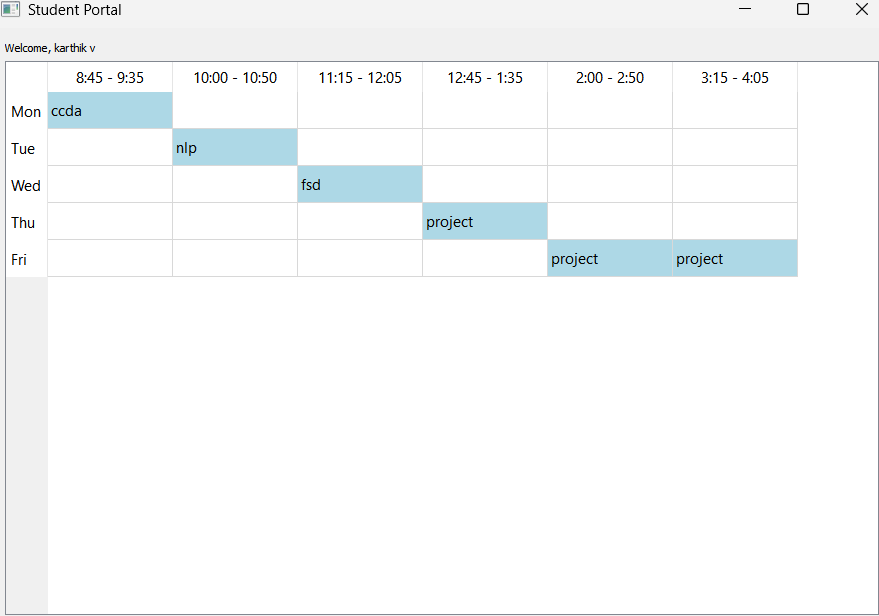 Student Portal
Welcome, karthik v
8:45 - 9:35 10:00 - 10:50 11:15 - 12:05 12:45 - 1:35 2:00 - 2:50 3:15 - 4:05
Mon ccda
Tue nlp
Wed fsd
Thu project
Fri project project